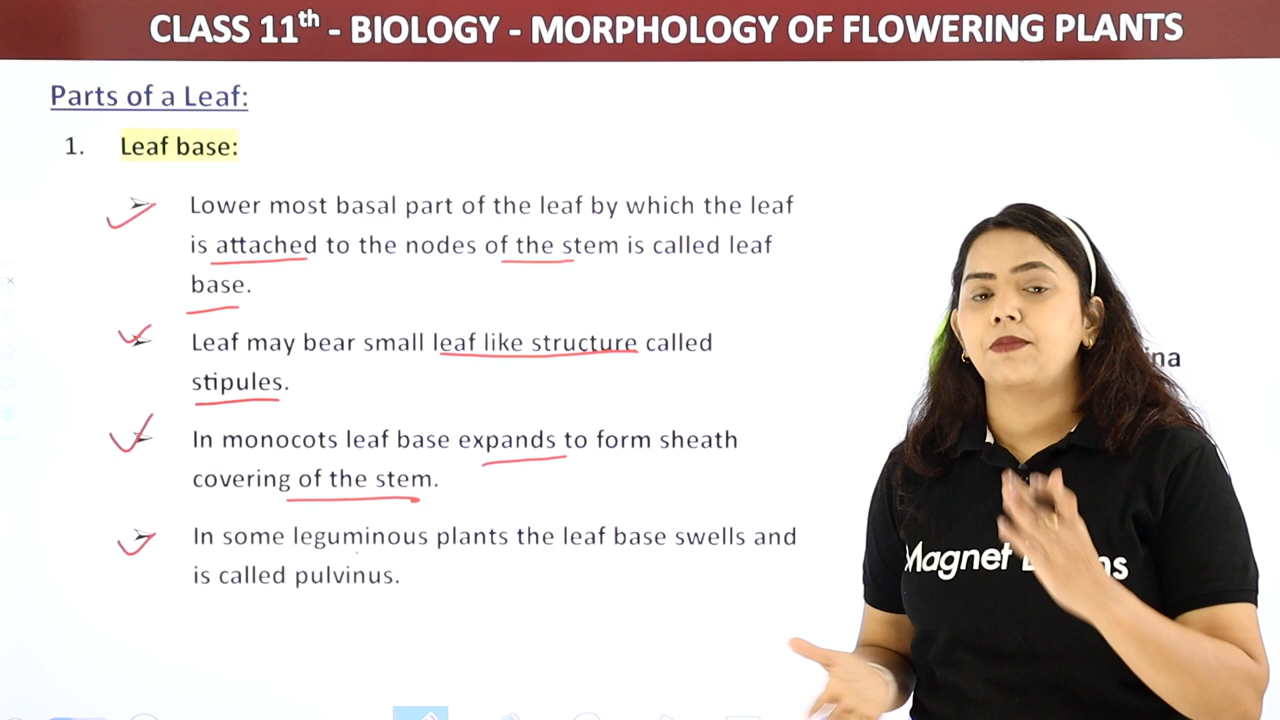 CLASS 11th - BIOLOGY - MORPHOLOGY OF FLOWERING PLANTS
Parts of a Leaf:
1. Leaf base:
Lower most basal part of the leaf by which the leaf
is attached to the nodes of the stem is called leaf
base.
Leaf may bear small leaf like structure called
stipules.
In monocots leaf base expands to form sheath
covering of the stem.
In some leguminous plants the leaf base swells and
is called pulvinus.
Magnet